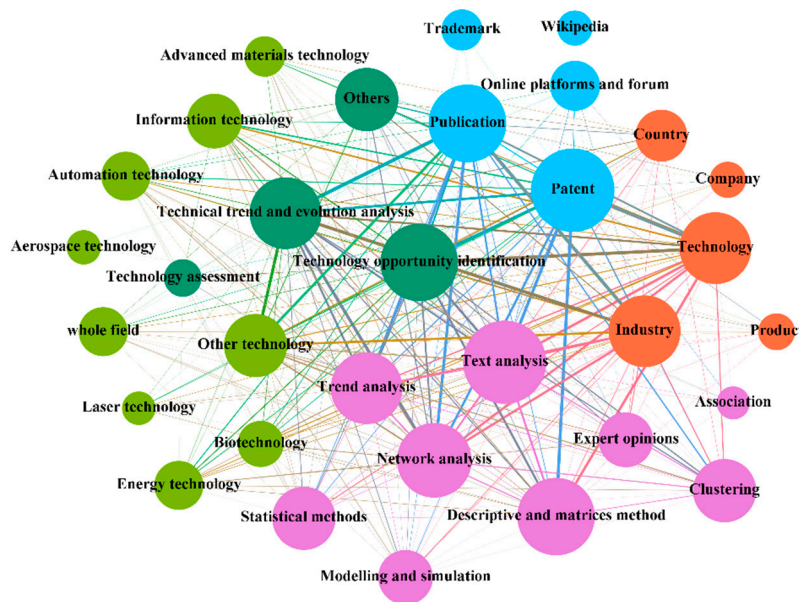 Trademark
Wikipedia
Advanced materials technology
Online platforms and forum
Others
Information technology
Publication
Country
Automation technology
Company
Patent
Technical trend and evolution analysis
Aerospace technology
Technology
Technology opportunity identification
Technology assessment
whole field
Other technology
Industry
Produc
Text analysis
Trend analysis
Laser technology
Association
Biotechnology
Expert opinions
Network analysis
Energy technology
Clustering
Statistical methods
Descriptive and matrices method
Modelling and simulation